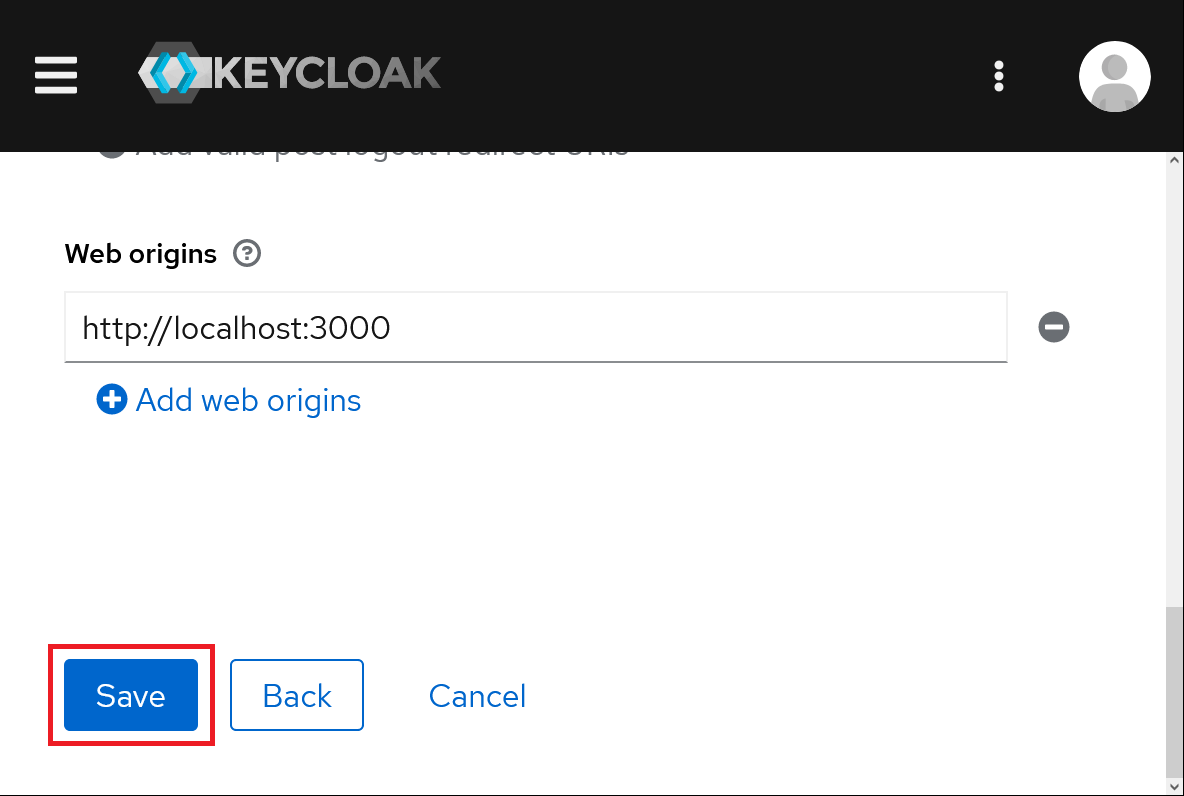 KEYCLOAK
Add valid post logout redirect URIs
Web origins
http://localhost:3000
Add web origins
Save
Back
Cancel